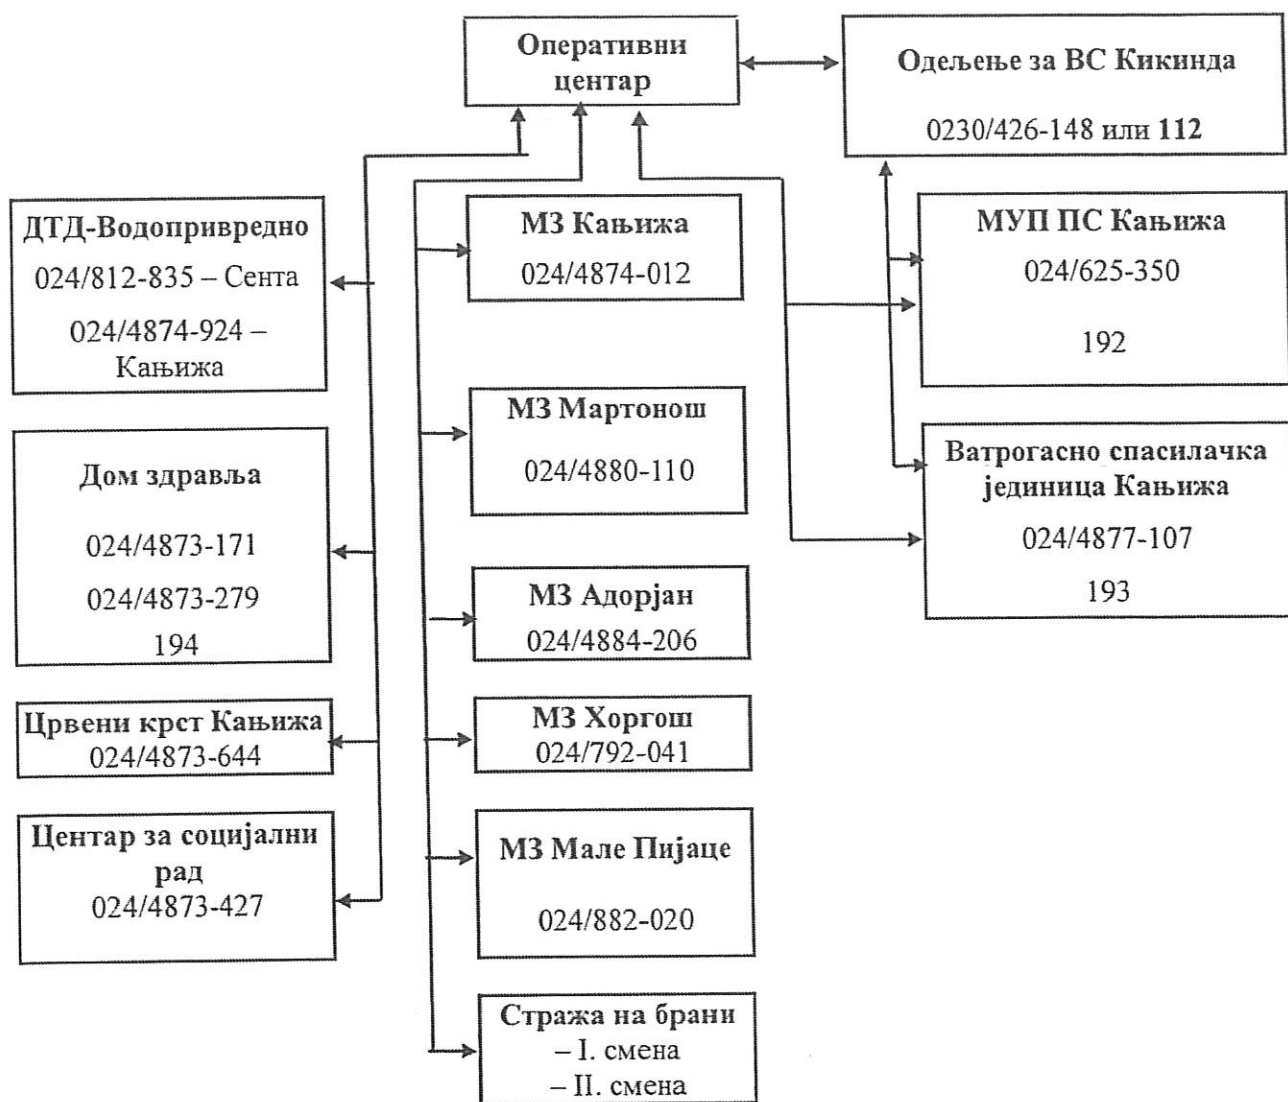 Оперативни
центар
Одељење за ВС Кикинда
0230/426-148 или 112
ДТД-Водопривредно
024/812-835 – Сента
024/4874-924 –
Кањижа
Дом здравља
024/4873-171
024/4873-279
194
Црвени крст Кањижа
024/4873-644
Центар за социјални
рад
024/4873-427
МЗ Кањижа
024/4874-012
МЗ Мартонош
024/4880-110
МЗ Адорјан
024/4884-206
МЗ Хоргош
024/792-041
МЗ Мале Пијаце
024/882-020
Стража на брани
– I. смена
– II. смена
МУП ПС Кањижа
024/625-350
192
Ватрогасно спасилачка
јединица Кањижа
024/4877-107
193